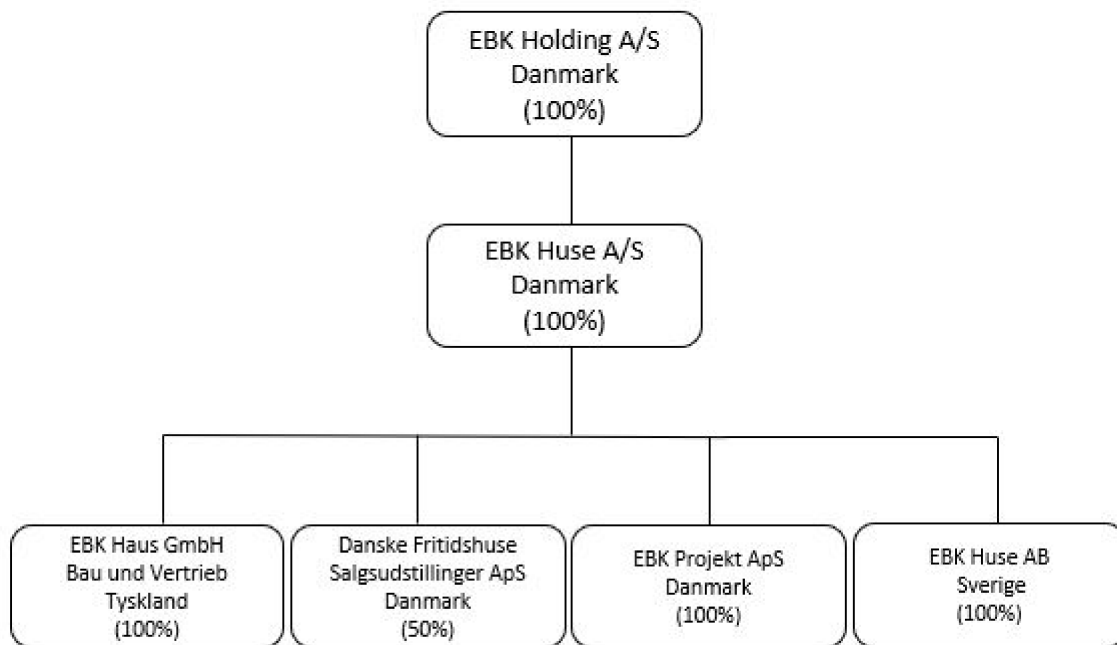 EBK Holding A/S
Danmark
(100%)
EBK Huse A/S
Danmark
(100%)
EBK Haus GmbH
Bau und Vertrieb
Tyskland
(100%)
Danske Fritidshuse
Salgsudstillinger ApS
Danmark
(50%)
EBK Projekt ApS
Danmark
(100%)
EBK Huse AB
Sverige
(100%)